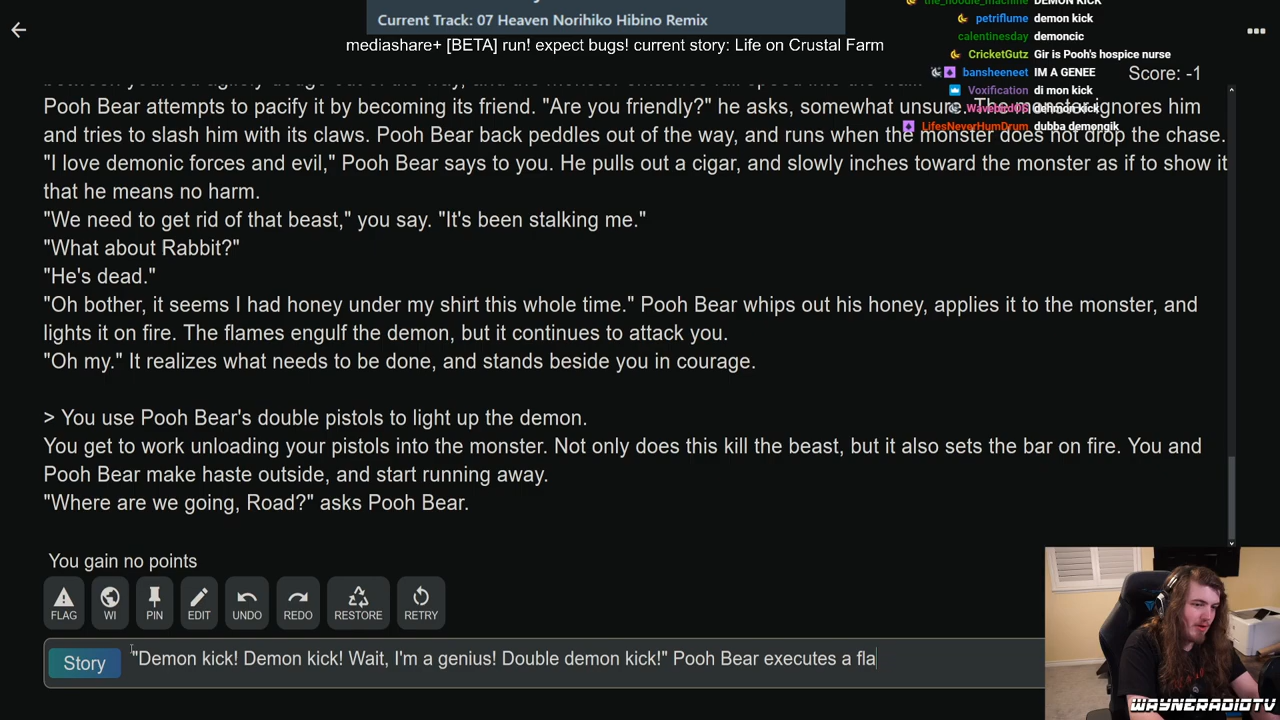 Current Track: 07 Heaven Norihiko Hibino Remix
mediashare+ [BETA] run! expect bugs! current story: Life on Crustal Farm
the_noodle_machine DEMON KICK
petriflume demon kick
calentinesday demoncic
CricketGutz Gir is Pooh's hospice nurse
bansheeneet IM A GENEE
Voxification di mon kick
demon kick
LifesNeverHumDrum dubba demongik
Score: -1
Pooh Bear attempts to pacify it by becoming its friend. "Are you friendly?" he asks, somewhat unsure. The monster ignores him
and tries to slash him with its claws. Pooh Bear back peddles out of the way, and runs when the monster does not drop the chase.
"I love demonic forces and evil," Pooh Bear says to you. He pulls out a cigar, and slowly inches toward the monster as if to show it
that he means no harm.
"We need to get rid of that beast," you say. "It's been stalking me."
"What about Rabbit?"
"He's dead."
"Oh bother, it seems I had honey under my shirt this whole time." Pooh Bear whips out his honey, applies it to the monster, and
lights it on fire. The flames engulf the demon, but it continues to attack you.
"Oh my." It realizes what needs to be done, and stands beside you in courage.
> You use Pooh Bear's double pistols to light up the demon.
You get to work unloading your pistols into the monster. Not only does this kill the beast, but it also sets the bar on fire. You and
Pooh Bear make haste outside, and start running away.
"Where are we going, Road?" asks Pooh Bear.
You gain no points
FLAG WI PIN EDIT UNDO REDO RESTORE RETRY
Story "Demon kick! Demon kick! Wait, I'm a genius! Double demon kick!" Pooh Bear executes a fla
WAYNERADIOTV